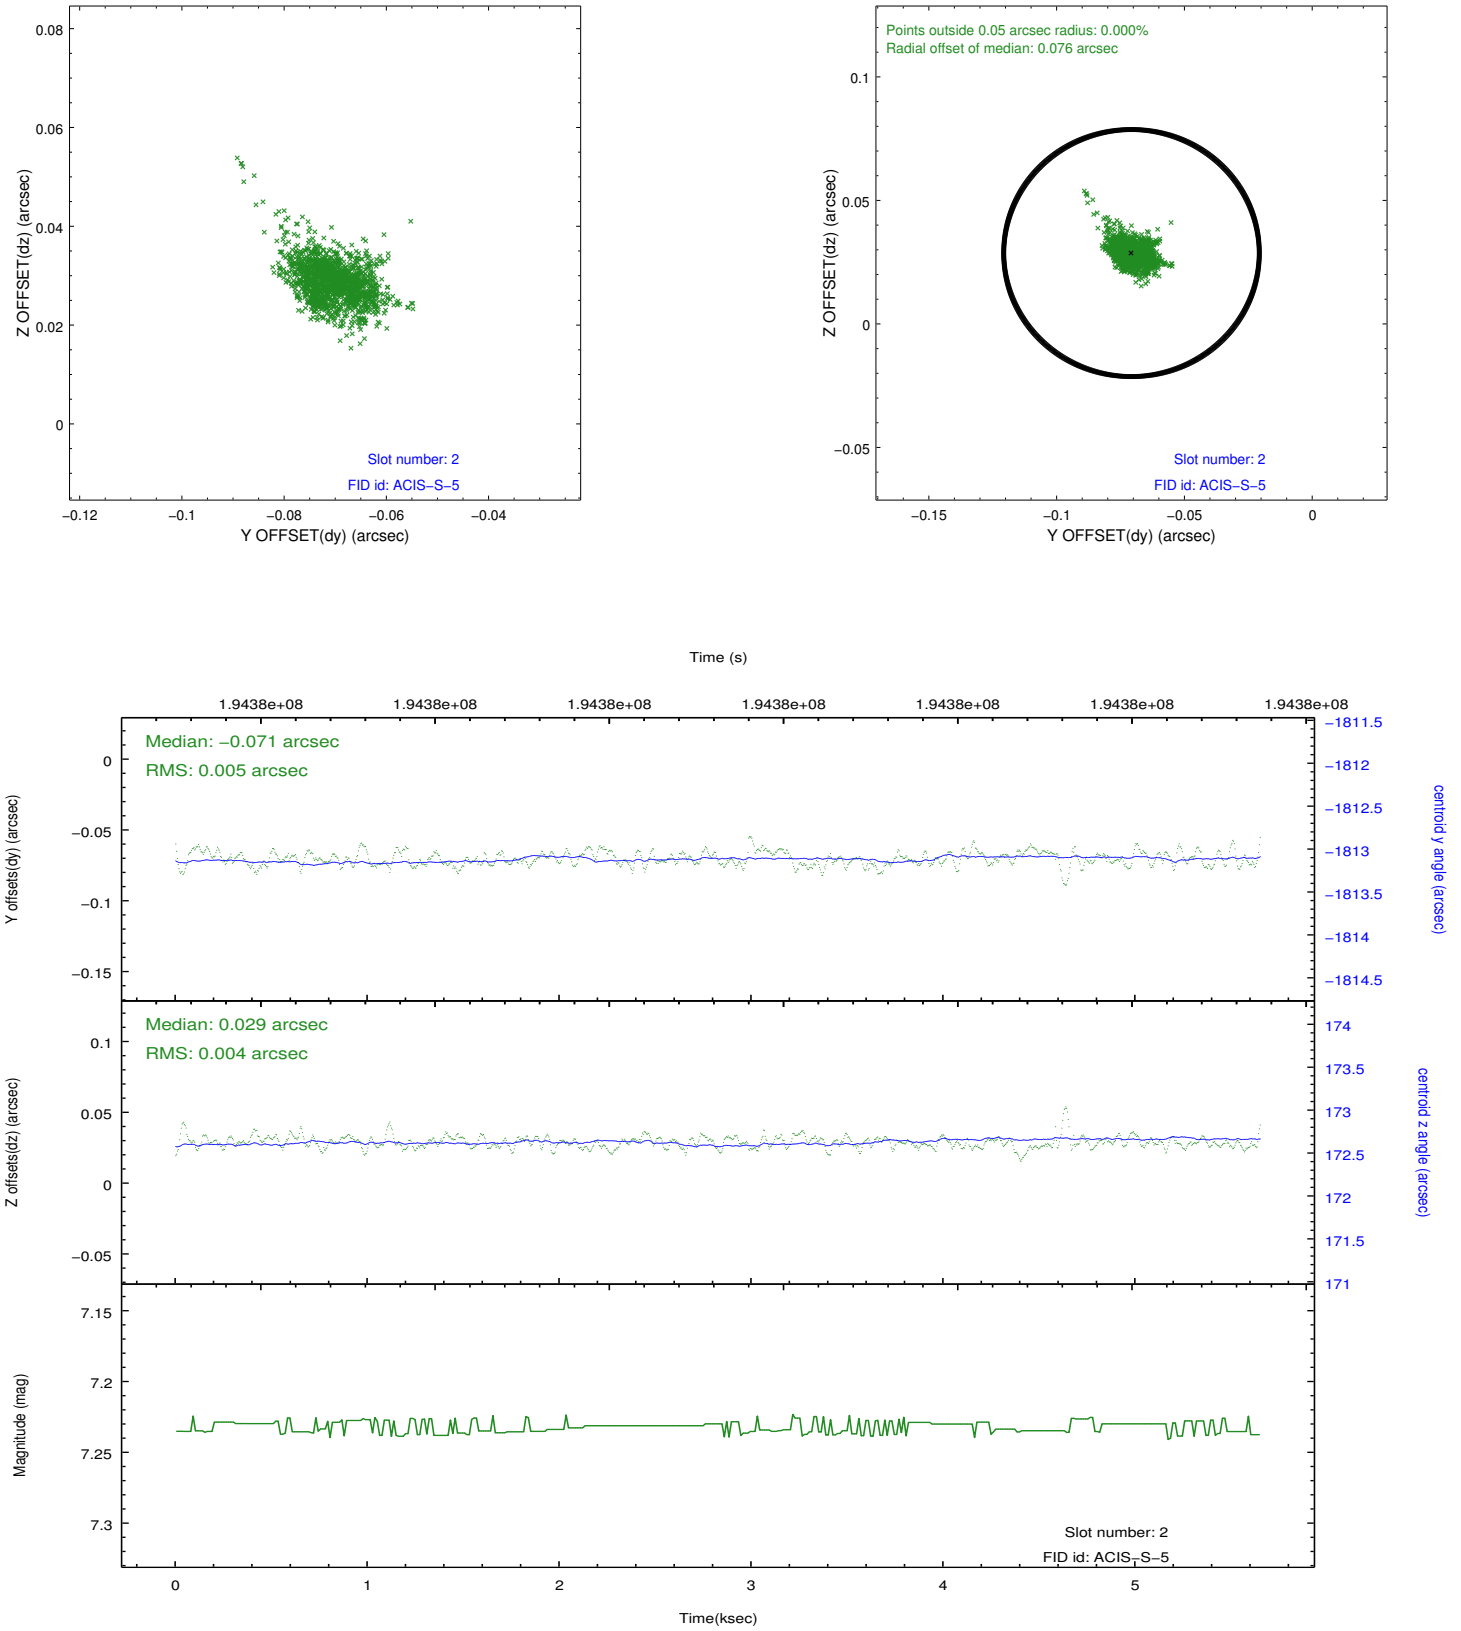 0.08
0.06
0.04
0.02
0
Z OFFSET(dz) (arcsec)
Slot number: 2
FID id: ACIS−S−5
−0.12 −0.1 −0.08 −0.06 −0.04
Y OFFSET(dy) (arcsec)
Points outside 0.05 arcsec radius: 0.000%
Radial offset of median: 0.076 arcsec
0.1
0.05
0
−0.05
Z OFFSET(dz) (arcsec)
Slot number: 2
FID id: ACIS−S−5
−0.15 −0.1 −0.05 0
Y OFFSET(dy) (arcsec)
Time (s)
1.9438e+08 1.9438e+08 1.9438e+08 1.9438e+08 1.9438e+08 1.9438e+08 1.9438e+08
Median: −0.071 arcsec
RMS: 0.005 arcsec
0
−0.05
−0.1
−0.15
Y offsets(dy) (arcsec)
−1811.5
−1812
−1812.5
−1813
−1813.5
−1814
−1814.5
centroid y angle (arcsec)
Median: 0.029 arcsec
RMS: 0.004 arcsec
0.1
0.05
0
−0.05
Z offsets(dz) (arcsec)
174
173.5
173
172.5
172
171.5
171
centroid z angle (arcsec)
7.15
7.2
7.25
7.3
Magnitude (mag)
Slot number: 2
FID id: ACIS−S−5
0 1 2 3 4 5
Time(ksec)